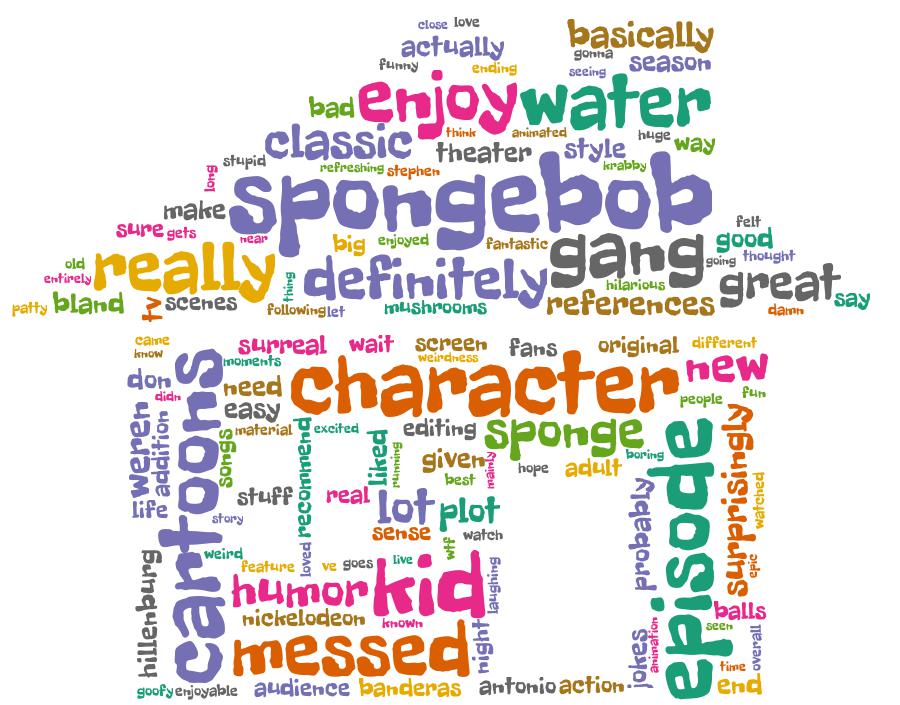 close love
actually basically
funny ending gonna
seeing season
bad enjoy water
classic think animated huge
theater style way
stupid refreshing stephen krabby
long spongebob
make
sure gets near felt
big enjoyed fantastic gang good
old really going thought
entirely thing definitely hilarious great
patty bland tv scenes following let mushrooms references damn say
came surreal wait screen fans original different
know moments weirdness
don cartoons need character new
didn people fun
weren easy
addition songs material recommend excited liked editing sponge surprisingly
running given mainly boring episode
hope adult
best
life stuff real lot plot probably watched
story sense watch
weird loved wtf epic
hillenburg feature ve goes live
humor kid laughing
nickelodeon known balls
messed night jokes animation seen
time overall
goofy enjoyable audience banderas antonio action end